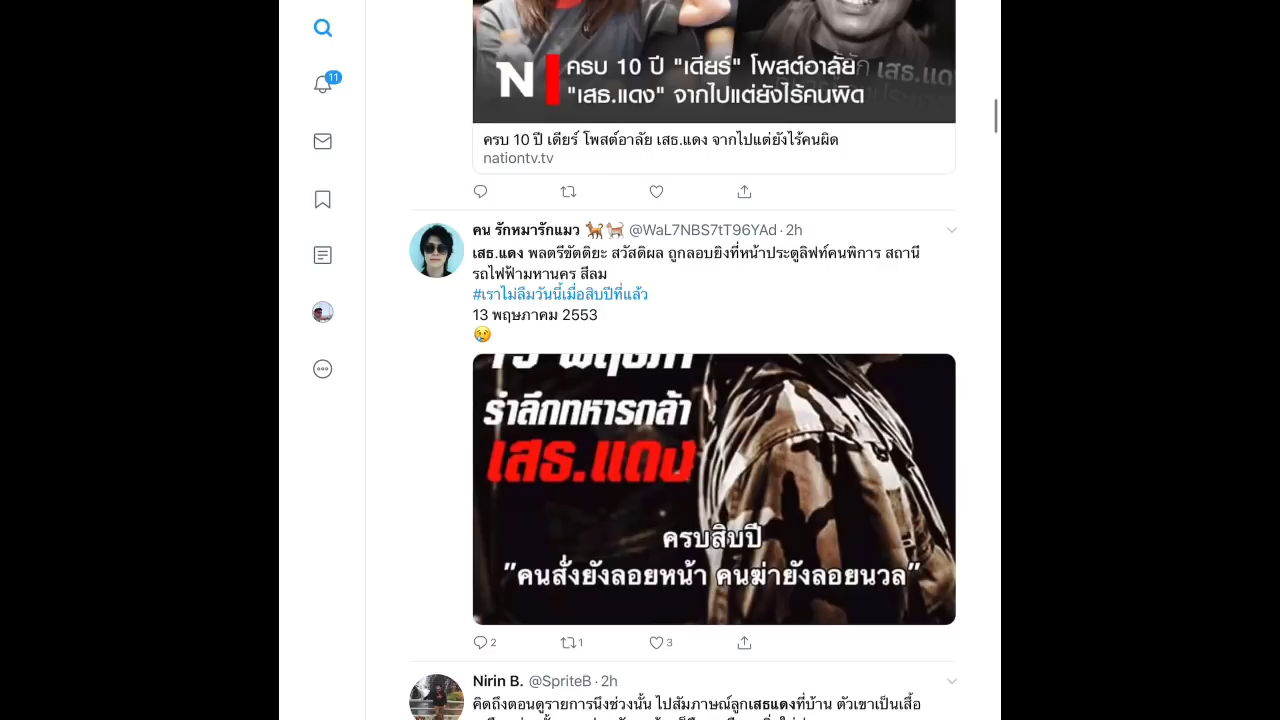 11
N
ครบ 10 ปี "เดียร์" โพสต์อาลัย
"เสธ.แดง" จากไปแต่ยังไร้คนผิด
เสธ.แดง
ครบ 10 ปี เดียร์ โพสต์อาลัย เสธ.แดง จากไปแต่ยังไร้คนผิด
nationtv.tv
คน รักหมารักแมว 🐕🐈 @WaL7NBS7tT96YAd · 2h
เสธ.แดง พลตรีขัตติยะ สวัสดิผล ถูกลอบยิงที่หน้าประตูลิฟท์คนพิการ สถานี
รถไฟฟ้ามหานคร สีลม
#เราไม่ลืมวันนี้เมื่อสิบปีที่แล้ว
13 พฤษภาคม 2553
😢
13 พฤษภา
รำลึกทหารกล้า
เสธ.แดง
ครบสิบปี
"คนสั่งยังลอยหน้า คนฆ่ายังลอยนวล"
2 1 3
Nirin B. @SpriteB · 2h
คิดถึงตอนดูรายการนึงช่วงนั้น ไปสัมภาษณ์ลูกเสธแดงที่บ้าน ตัวเขาเป็นเสื้อ